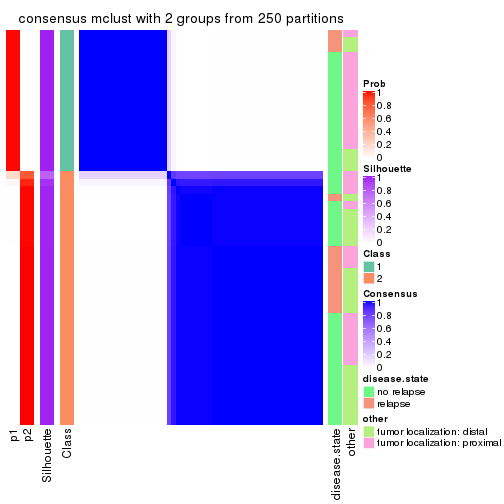 consensus mclust with 2 groups from 250 partitions
Prob
1
0.8
0.6
0.4
0.2
0
Silhouette
1
0.8
0.6
0.4
0.2
0
Class
1
2
Consensus
1
0.8
0.6
0.4
0.2
0
disease.state
no relapse
relapse
other
tumor localization: distal
tumor localization: proximal
p1
p2
Silhouette
Class
disease.state
other